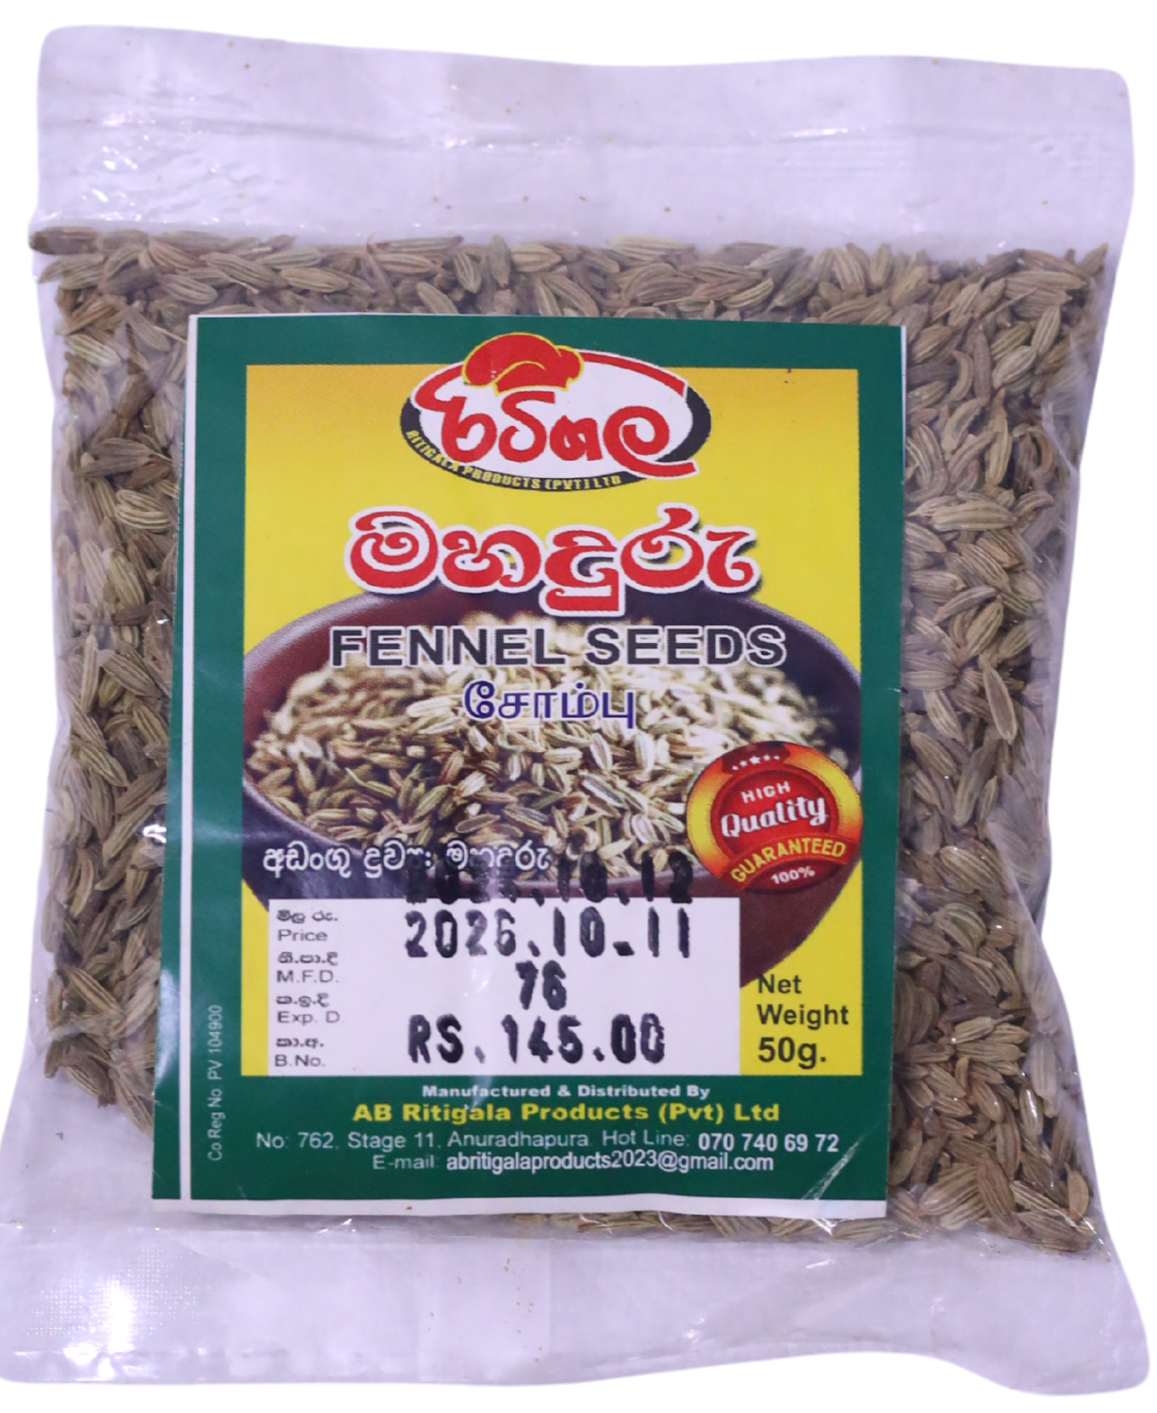 රිටිගල
RITIGALA PRODUCTS (PVT) LTD
මහදුරු
FENNEL SEEDS
சோம்பு
HIGH
Quality
GUARANTEED
100%
අඩංගු ද්‍රව්‍ය: මහදුරු
.10.12
මිල රු.
Price
2026.10.11
නි.පා.දි
M.F.D.
76
ක.ඉ.දි
Exp. D
RS. 145.00
කා.අ.
B.No.
Net
Weight
50g.
Co Reg No PV 104900
Manufactured & Distributed By
AB Ritigala Products (Pvt) Ltd
No: 762, Stage 11, Anuradhapura. Hot Line: 070 740 69 72
E-mail: abritigalaproducts2023@gmail.com